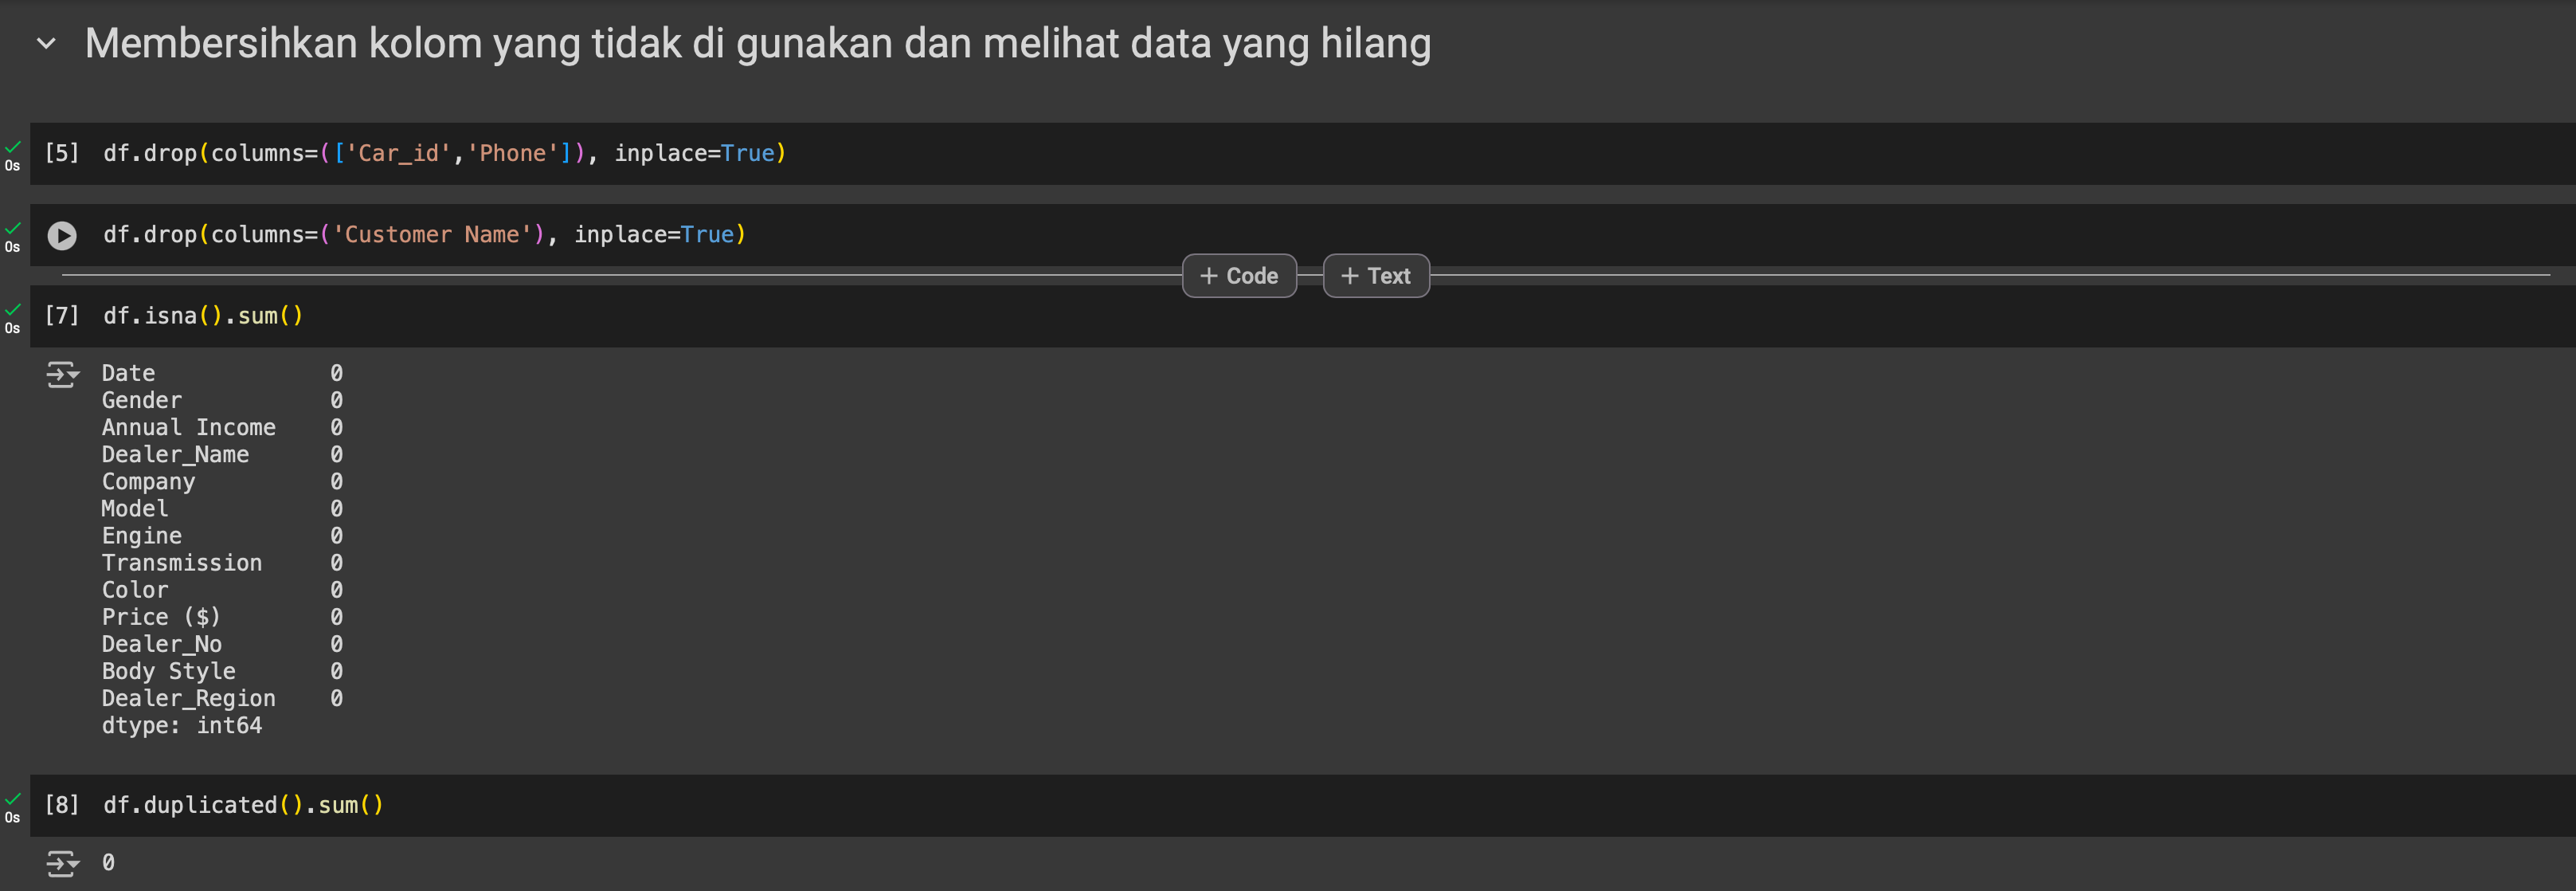 Membersihkan kolom yang tidak di gunakan dan melihat data yang hilang
0s
[5] df.drop(columns=(['Car_id','Phone']), inplace=True)
0s
df.drop(columns=('Customer Name'), inplace=True)
+ Code + Text
0s
[7] df.isna().sum()
Date 0
Gender 0
Annual Income 0
Dealer_Name 0
Company 0
Model 0
Engine 0
Transmission 0
Color 0
Price ($) 0
Dealer_No 0
Body Style 0
Dealer_Region 0
dtype: int64
0s
[8] df.duplicated().sum()
0